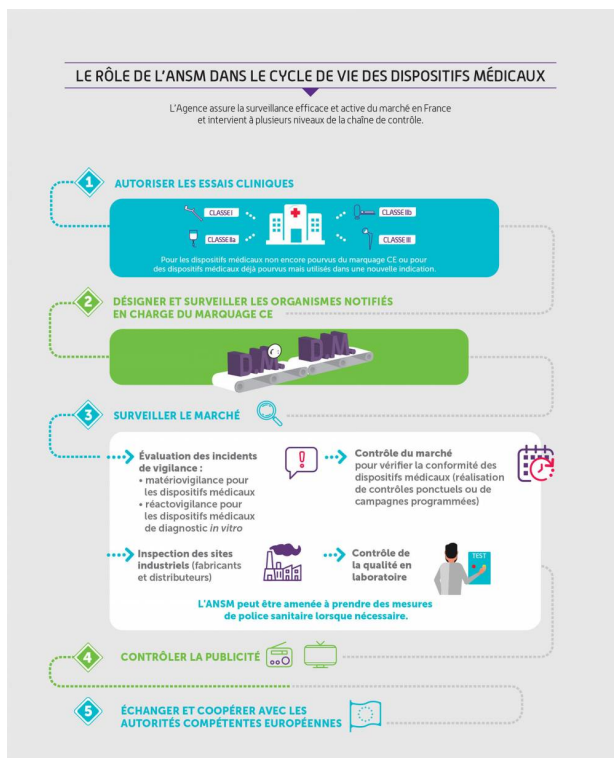 LE RÔLE DE L'ANSM DANS LE CYCLE DE VIE DES DISPOSITIFS MÉDICAUX
L'Agence assure la surveillance efficace et active du marché en France
et intervient à plusieurs niveaux de la chaîne de contrôle.
1 AUTORISER LES ESSAIS CLINIQUES
CLASSE I
CLASSE IIb
CLASSE IIa
CLASSE III
Pour les dispositifs médicaux non encore pourvus du marquage CE ou pour
des dispositifs médicaux déjà pourvus mais utilisés dans une nouvelle indication.
2 DÉSIGNER ET SURVEILLER LES ORGANISMES NOTIFIÉS
EN CHARGE DU MARQUAGE CE
D.M. D.M.
3 SURVEILLER LE MARCHÉ
Évaluation des incidents
de vigilance :
• matériovigilance pour
les dispositifs médicaux
• réactovigilance pour
les dispositifs médicaux
de diagnostic in vitro
Contrôle du marché
pour vérifier la conformité des
dispositifs médicaux (réalisation
de contrôles ponctuels ou de
campagnes programmées)
Inspection des sites
industriels (fabricants
et distributeurs)
Contrôle de
la qualité en
laboratoire
TEST
L'ANSM peut être amenée à prendre des mesures
de police sanitaire lorsque nécessaire.
4 CONTRÔLER LA PUBLICITÉ
5 ÉCHANGER ET COOPÉRER AVEC LES
AUTORITÉS COMPÉTENTES EUROPÉENNES